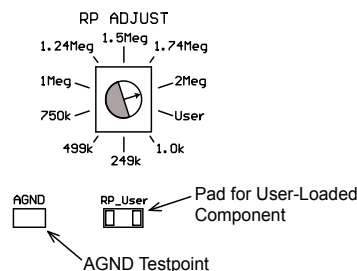 RP ADJUST
1.5Meg
1.24Meg
1.74Meg
1Meg
2Meg
750k
User
499k
1.0k
249k
AGND
RP_User
Pad for User-Loaded
Component
AGND Testpoint